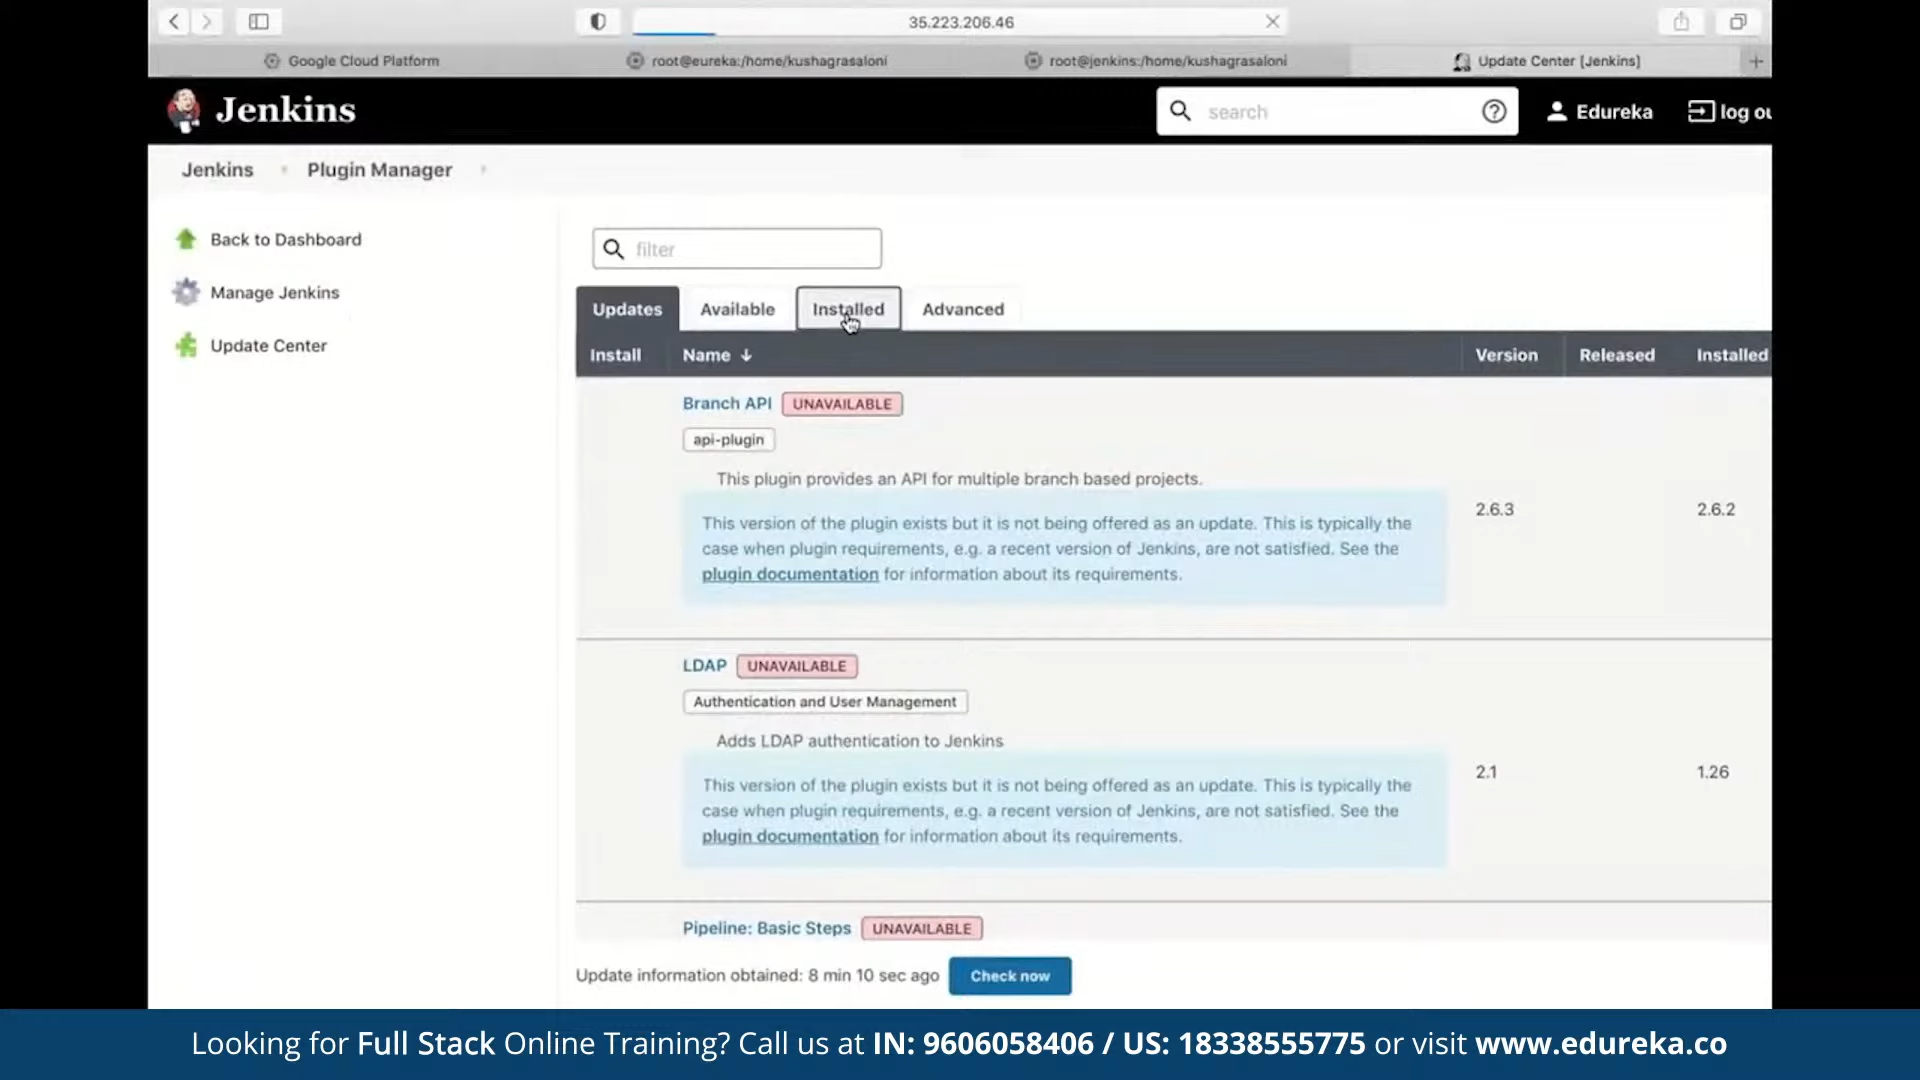 35.223.206.46
Google Cloud Platform
root@eureka:/home/kushagrasaloni
root@jenkins:/home/kushagrasaloni
Update Center [Jenkins]
Jenkins
search
Edureka
log ou
Jenkins
Plugin Manager
Back to Dashboard
Manage Jenkins
Update Center
filter
Updates
Available
Installed
Advanced
Install
Name ↓
Version
Released
Installed
Branch API UNAVAILABLE
api-plugin
This plugin provides an API for multiple branch based projects.
This version of the plugin exists but it is not being offered as an update. This is typically the
case when plugin requirements, e.g. a recent version of Jenkins, are not satisfied. See the
plugin documentation for information about its requirements.
2.6.3
2.6.2
LDAP UNAVAILABLE
Authentication and User Management
Adds LDAP authentication to Jenkins
This version of the plugin exists but it is not being offered as an update. This is typically the
case when plugin requirements, e.g. a recent version of Jenkins, are not satisfied. See the
plugin documentation for information about its requirements.
2.1
1.26
Pipeline: Basic Steps UNAVAILABLE
Update information obtained: 8 min 10 sec ago
Check now
Looking for Full Stack Online Training? Call us at IN: 9606058406 / US: 18338555775 or visit www.edureka.co